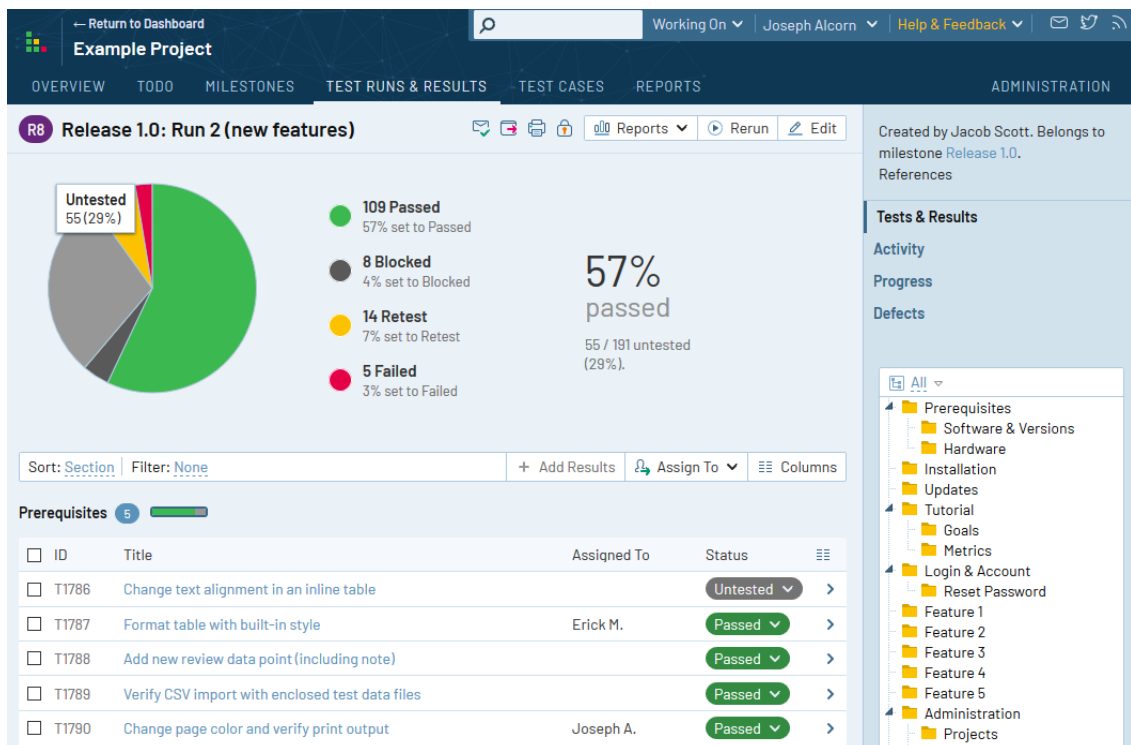 ← Return to Dashboard
Example Project
Working On
Joseph Alcorn
Help & Feedback
OVERVIEW TODO MILESTONES TEST RUNS & RESULTS TEST CASES REPORTS ADMINISTRATION
R8 Release 1.0: Run 2 (new features)
Reports Rerun Edit
Untested
55 (29%)
109 Passed
57% set to Passed
8 Blocked
4% set to Blocked
14 Retest
7% set to Retest
5 Failed
3% set to Failed
57%
passed
55 / 191 untested
(29%).
Sort: Section Filter: None + Add Results Assign To Columns
Prerequisites 5
ID Title Assigned To Status
T1786 Change text alignment in an inline table Untested
T1787 Format table with built-in style Erick M. Passed
T1788 Add new review data point (including note) Passed
T1789 Verify CSV import with enclosed test data files Passed
T1790 Change page color and verify print output Joseph A. Passed
Created by Jacob Scott. Belongs to
milestone Release 1.0.
References
Tests & Results
Activity
Progress
Defects
All
Prerequisites
Software & Versions
Hardware
Installation
Updates
Tutorial
Goals
Metrics
Login & Account
Reset Password
Feature 1
Feature 2
Feature 3
Feature 4
Feature 5
Administration
Projects